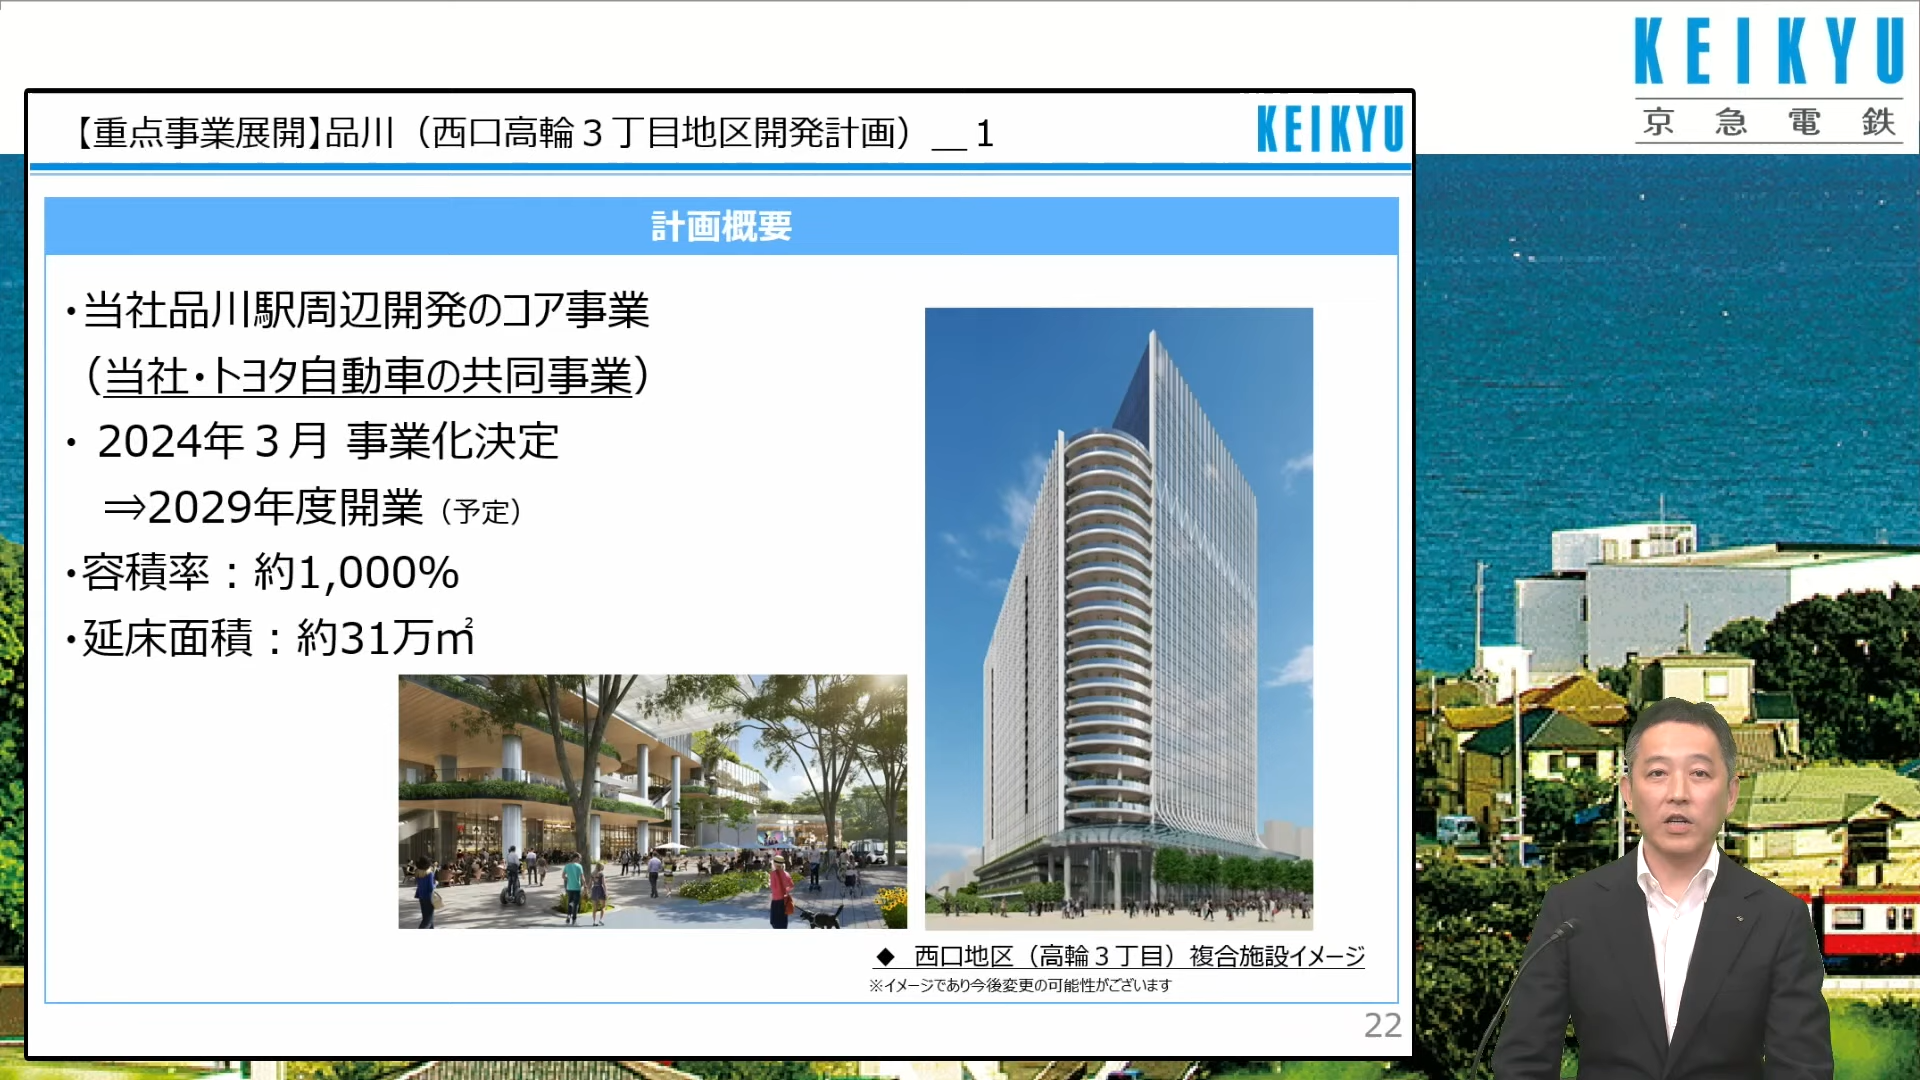 KEIKYU
京急電鉄
【重点事業展開】品川（西口高輪３丁目地区開発計画）＿１
KEIKYU
計画概要
・当社品川駅周辺開発のコア事業
（当社・トヨタ自動車の共同事業）
・ 2024年３月 事業化決定
⇒2029年度開業（予定）
・容積率：約1,000%
・延床面積：約31万㎡
◆ 西口地区（高輪３丁目）複合施設イメージ
※イメージであり今後変更の可能性がございます
22